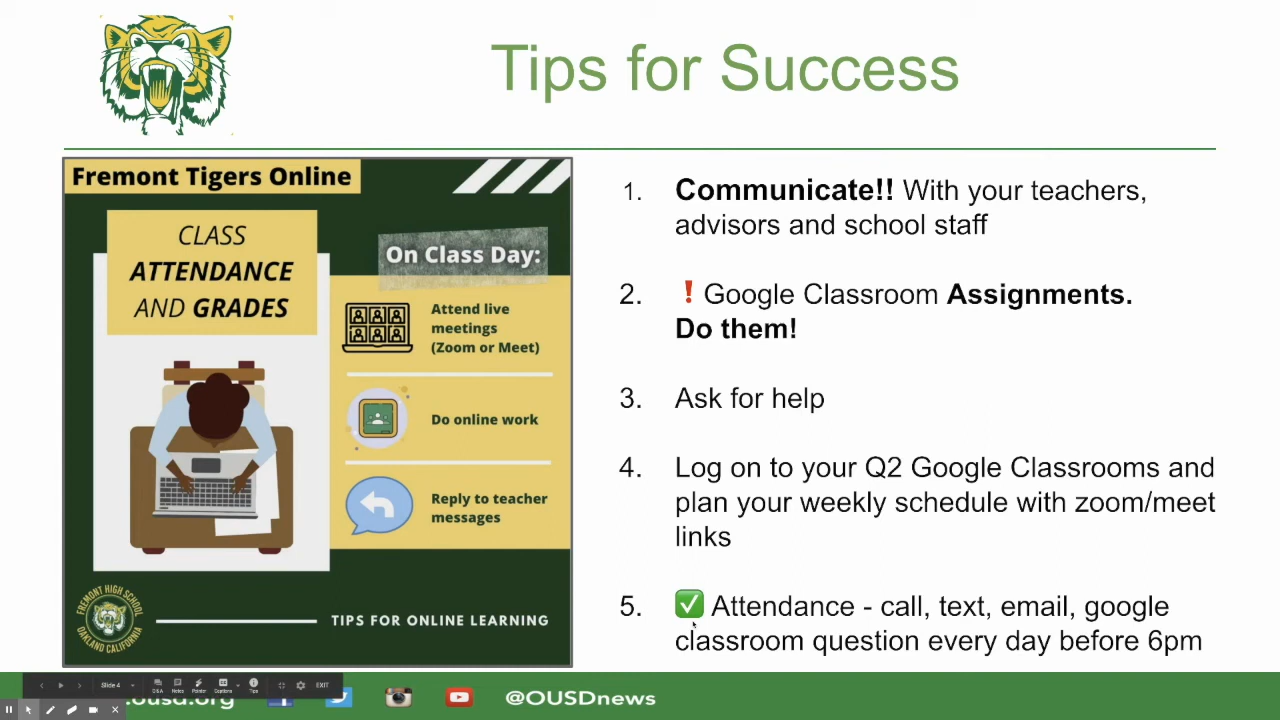 Tips for Success
Fremont Tigers Online
CLASS
ATTENDANCE
AND GRADES
On Class Day:
Attend live
meetings
(Zoom or Meet)
Do online work
Reply to teacher
messages
FREMONT HIGH SCHOOL
OAKLAND CALIFORNIA
TIPS FOR ONLINE LEARNING
1. Communicate!! With your teachers,
advisors and school staff
2. ❗Google Classroom Assignments.
Do them!
3. Ask for help
4. Log on to your Q2 Google Classrooms and
plan your weekly schedule with zoom/meet
links
5. ✅ Attendance - call, text, email, google
classroom question every day before 6pm
Slide 4
Q&A
Notes
Pointer
Captions
Tips
EXIT
.ousd.org
@OUSDnews